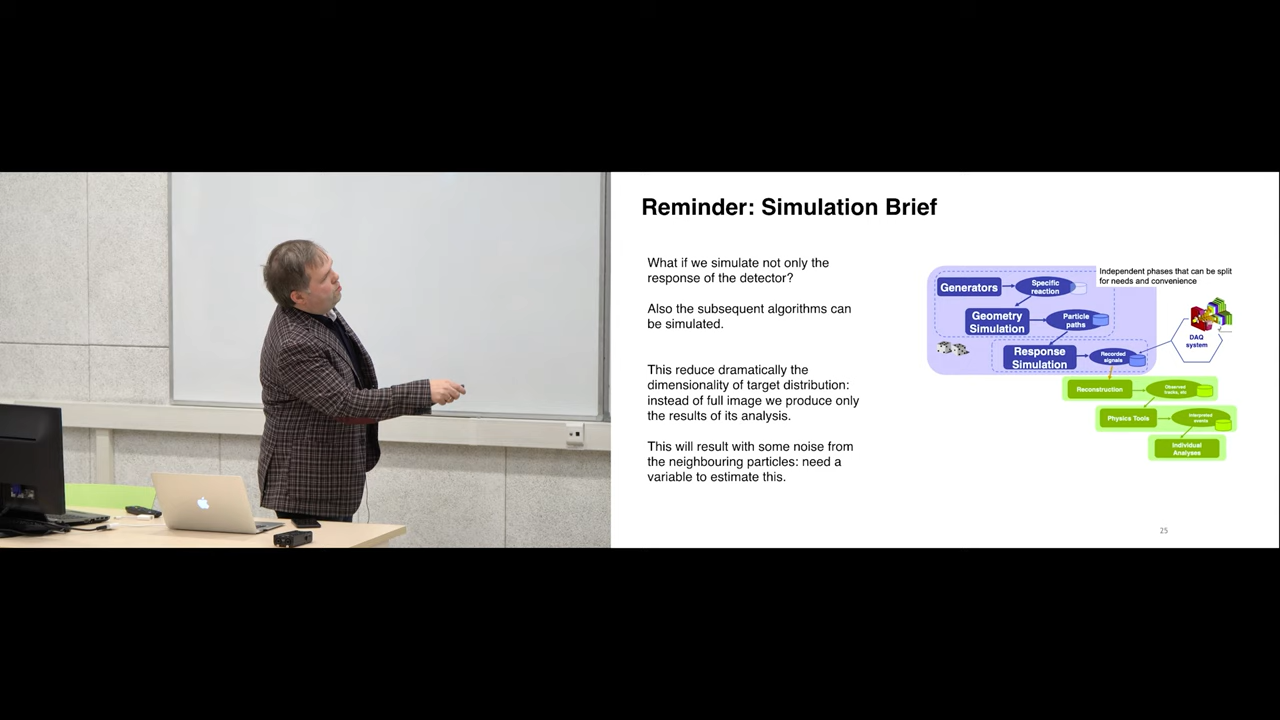 Reminder: Simulation Brief
What if we simulate not only the
response of the detector?
Also the subsequent algorithms can
be simulated.
This reduce dramatically the
dimensionality of target distribution:
instead of full image we produce only
the results of its analysis.
This will result with some noise from
the neighbouring particles: need a
variable to estimate this.
Independent phases that can be split
for needs and convenience
Generators
Specific
reaction
Geometry
Simulation
Particle
paths
Response
Simulation
Recorded
signals
DAQ
system
Reconstruction
Observed
tracks, etc
Physics Tools
Interpreted
events
Individual
Analyses
25